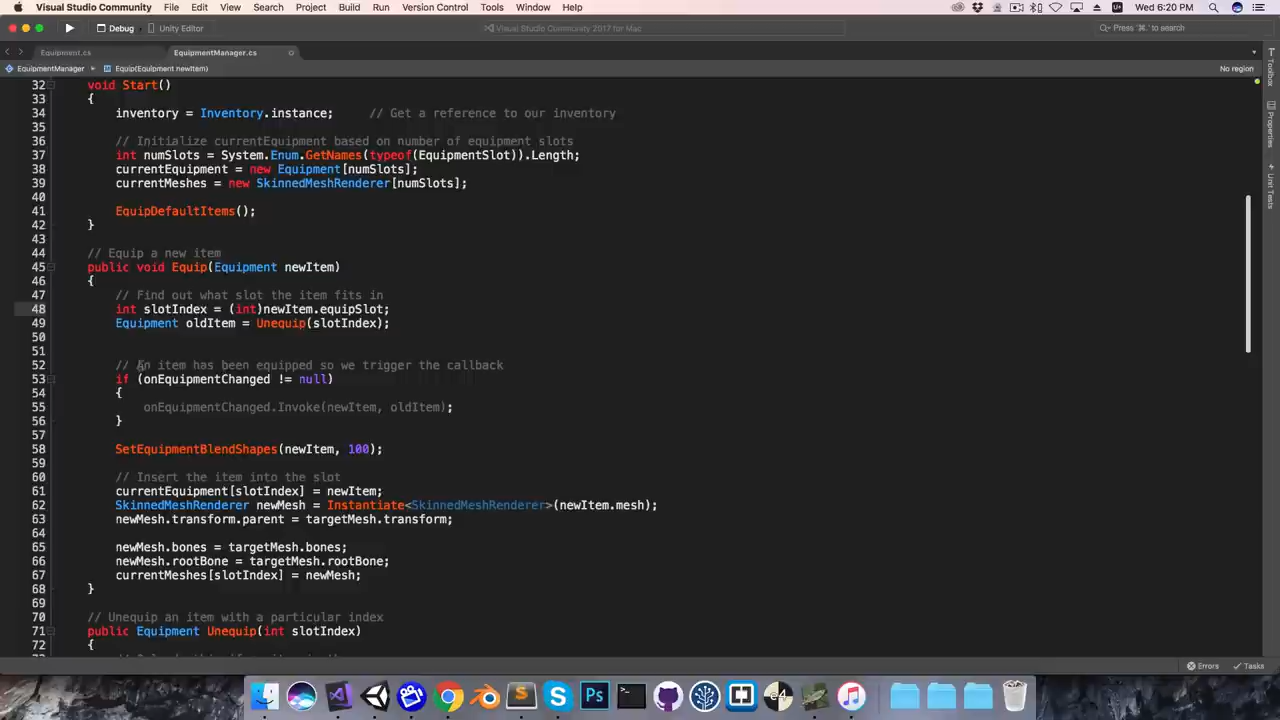 Visual Studio Community File Edit View Search Project Build Run Version Control Tools Window Help Wed 6:20 PM
Debug Unity Editor Visual Studio Community 2017 for Mac Press '⌘.' to search
Equipment.cs EquipmentManager.cs
EquipmentManager Equip(Equipment newItem) No region
32 void Start()
33 {
34 inventory = Inventory.instance; // Get a reference to our inventory
35
36 // Initialize currentEquipment based on number of equipment slots
37 int numSlots = System.Enum.GetNames(typeof(EquipmentSlot)).Length;
38 currentEquipment = new Equipment[numSlots];
39 currentMeshes = new SkinnedMeshRenderer[numSlots];
40
41 EquipDefaultItems();
42 }
43
44 // Equip a new item
45 public void Equip(Equipment newItem)
46 {
47 // Find out what slot the item fits in
48 int slotIndex = (int)newItem.equipSlot;
49 Equipment oldItem = Unequip(slotIndex);
50
51
52 // An item has been equipped so we trigger the callback
53 if (onEquipmentChanged != null)
54 {
55 onEquipmentChanged.Invoke(newItem, oldItem);
56 }
57
58 SetEquipmentBlendShapes(newItem, 100);
59
60 // Insert the item into the slot
61 currentEquipment[slotIndex] = newItem;
62 SkinnedMeshRenderer newMesh = Instantiate<SkinnedMeshRenderer>(newItem.mesh);
63 newMesh.transform.parent = targetMesh.transform;
64
65 newMesh.bones = targetMesh.bones;
66 newMesh.rootBone = targetMesh.rootBone;
67 currentMeshes[slotIndex] = newMesh;
68 }
69
70 // Unequip an item with a particular index
71 public Equipment Unequip(int slotIndex)
72 {
Toolbox
Properties
Unit Tests
Errors Tasks
Ps